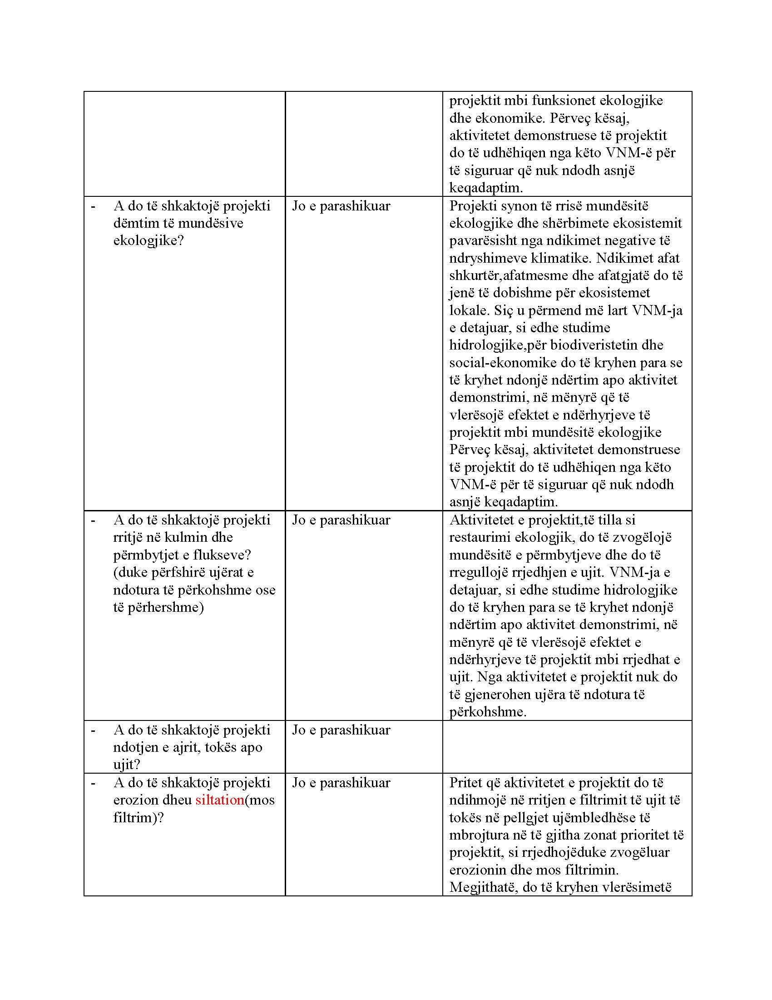 projektit mbi funksionet ekologjike
dhe ekonomike. Përveç kësaj,
aktivitetet demonstruese të projektit
do të udhëhiqen nga këto VNM-ë për
të siguruar që nuk ndodh asnjë
keqadaptim.
- A do të shkaktojë projekti
dëmtim të mundësive
ekologjike?
Jo e parashikuar
Projekti synon të rrisë mundësitë
ekologjike dhe shërbimete ekosistemit
pavarësisht nga ndikimet negative të
ndryshimeve klimatike. Ndikimet afat
shkurtër,afatmesme dhe afatgjatë do të
jenë të dobishme për ekosistemet
lokale. Siç u përmend më lart VNM-ja
e detajuar, si edhe studime
hidrologjike,për biodiveristetin dhe
social-ekonomike do të kryhen para se
të kryhet ndonjë ndërtim apo aktivitet
demonstrimi, në mënyrë që të
vlerësojë efektet e ndërhyrjeve të
projektit mbi mundësitë ekologjike
Përveç kësaj, aktivitetet demonstruese
të projektit do të udhëhiqen nga këto
VNM-ë për të siguruar që nuk ndodh
asnjë keqadaptim.
- A do të shkaktojë projekti
rritjë në kulmin dhe
përmbytjet e flukseve?
(duke përfshirë ujërat e
ndotura të përkohshme ose
të përhershme)
Jo e parashikuar
Aktivitetet e projektit,të tilla si
restaurimi ekologjik, do të zvogëlojë
mundësitë e përmbytjeve dhe do të
rregullojë rrjedhjen e ujit. VNM-ja e
detajuar, si edhe studime hidrologjike
do të kryhen para se të kryhet ndonjë
ndërtim apo aktivitet demonstrimi, në
mënyrë që të vlerësojë efektet e
ndërhyrjeve të projektit mbi rrjedhat e
ujit. Nga aktivitetet e projektit nuk do
të gjenerohen ujëra të ndotura të
përkohshme.
- A do të shkaktojë projekti
ndotjen e ajrit, tokës apo
ujit?
Jo e parashikuar
- A do të shkaktojë projekti
erozion dheu siltation(mos
filtrim)?
Jo e parashikuar
Pritet që aktivitetet e projektit do të
ndihmojë në rritjen e filtrimit të ujit të
tokës në pellgjet ujëmbledhëse të
mbrojtura në të gjitha zonat prioritet të
projektit, si rrjedhojëduke zvogëluar
erozionin dhe mos filtrimin.
Megjithatë, do të kryhen vlerësimetë